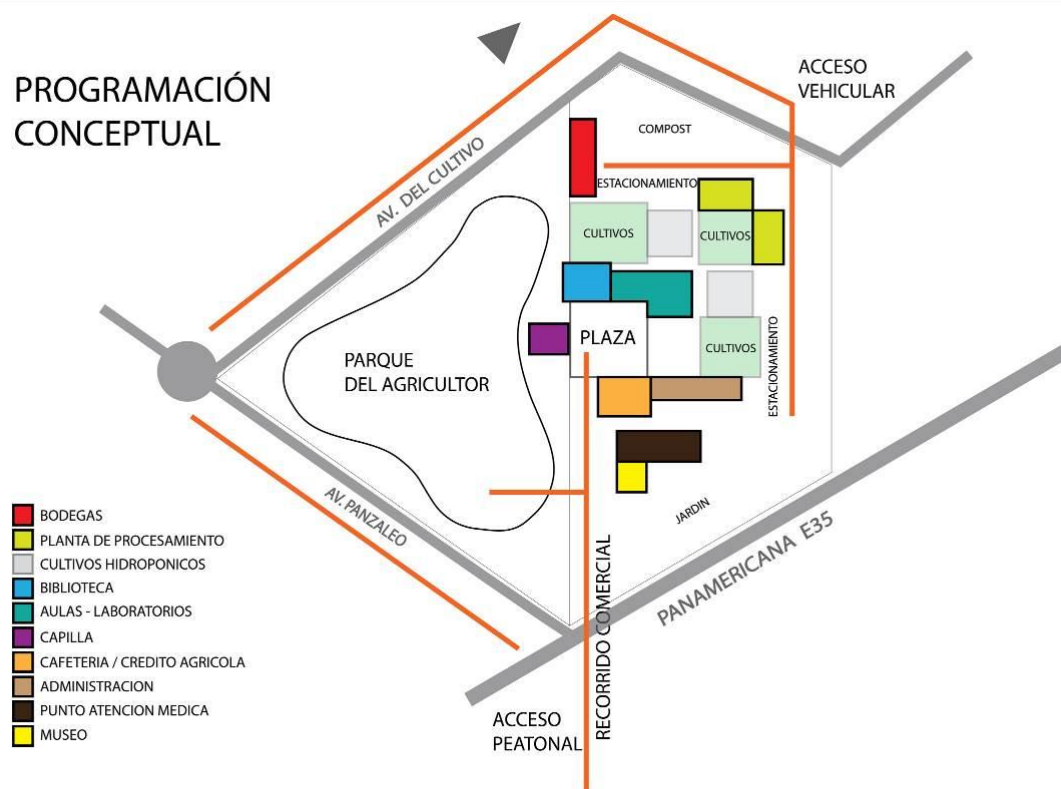 PROGRAMACIÓN
CONCEPTUAL
ACCESO
VEHICULAR
AV. DEL CULTIVO
COMPOST
ESTACIONAMIENTO
CULTIVOS
CULTIVOS
PLAZA
CULTIVOS
ESTACIONAMIENTO
PARQUE
DEL AGRICULTOR
AV. PANZALEO
JARDIN
PANAMERICANA E35
RECORRIDO COMERCIAL
ACCESO
PEATONAL
BODEGAS
PLANTA DE PROCESAMIENTO
CULTIVOS HIDROPONICOS
BIBLIOTECA
AULAS - LABORATORIOS
CAPILLA
CAFETERIA / CREDITO AGRICOLA
ADMINISTRACION
PUNTO ATENCION MEDICA
MUSEO